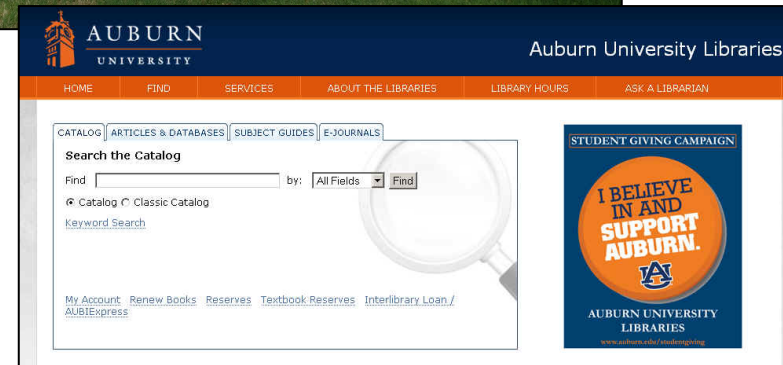 AUBURN
UNIVERSITY
Auburn University Libraries
HOME FIND SERVICES ABOUT THE LIBRARIES LIBRARY HOURS ASK A LIBRARIAN
CATALOG ARTICLES & DATABASES SUBJECT GUIDES E-JOURNALS
Search the Catalog
Find by: All Fields Find
Catalog Classic Catalog
Keyword Search
My Account Renew Books Reserves Textbook Reserves Interlibrary Loan /
AUBIExpress
STUDENT GIVING CAMPAIGN
I BELIEVE
IN AND
SUPPORT
AUBURN.
AU
AUBURN UNIVERSITY
LIBRARIES
www.auburn.edu/studentgiving